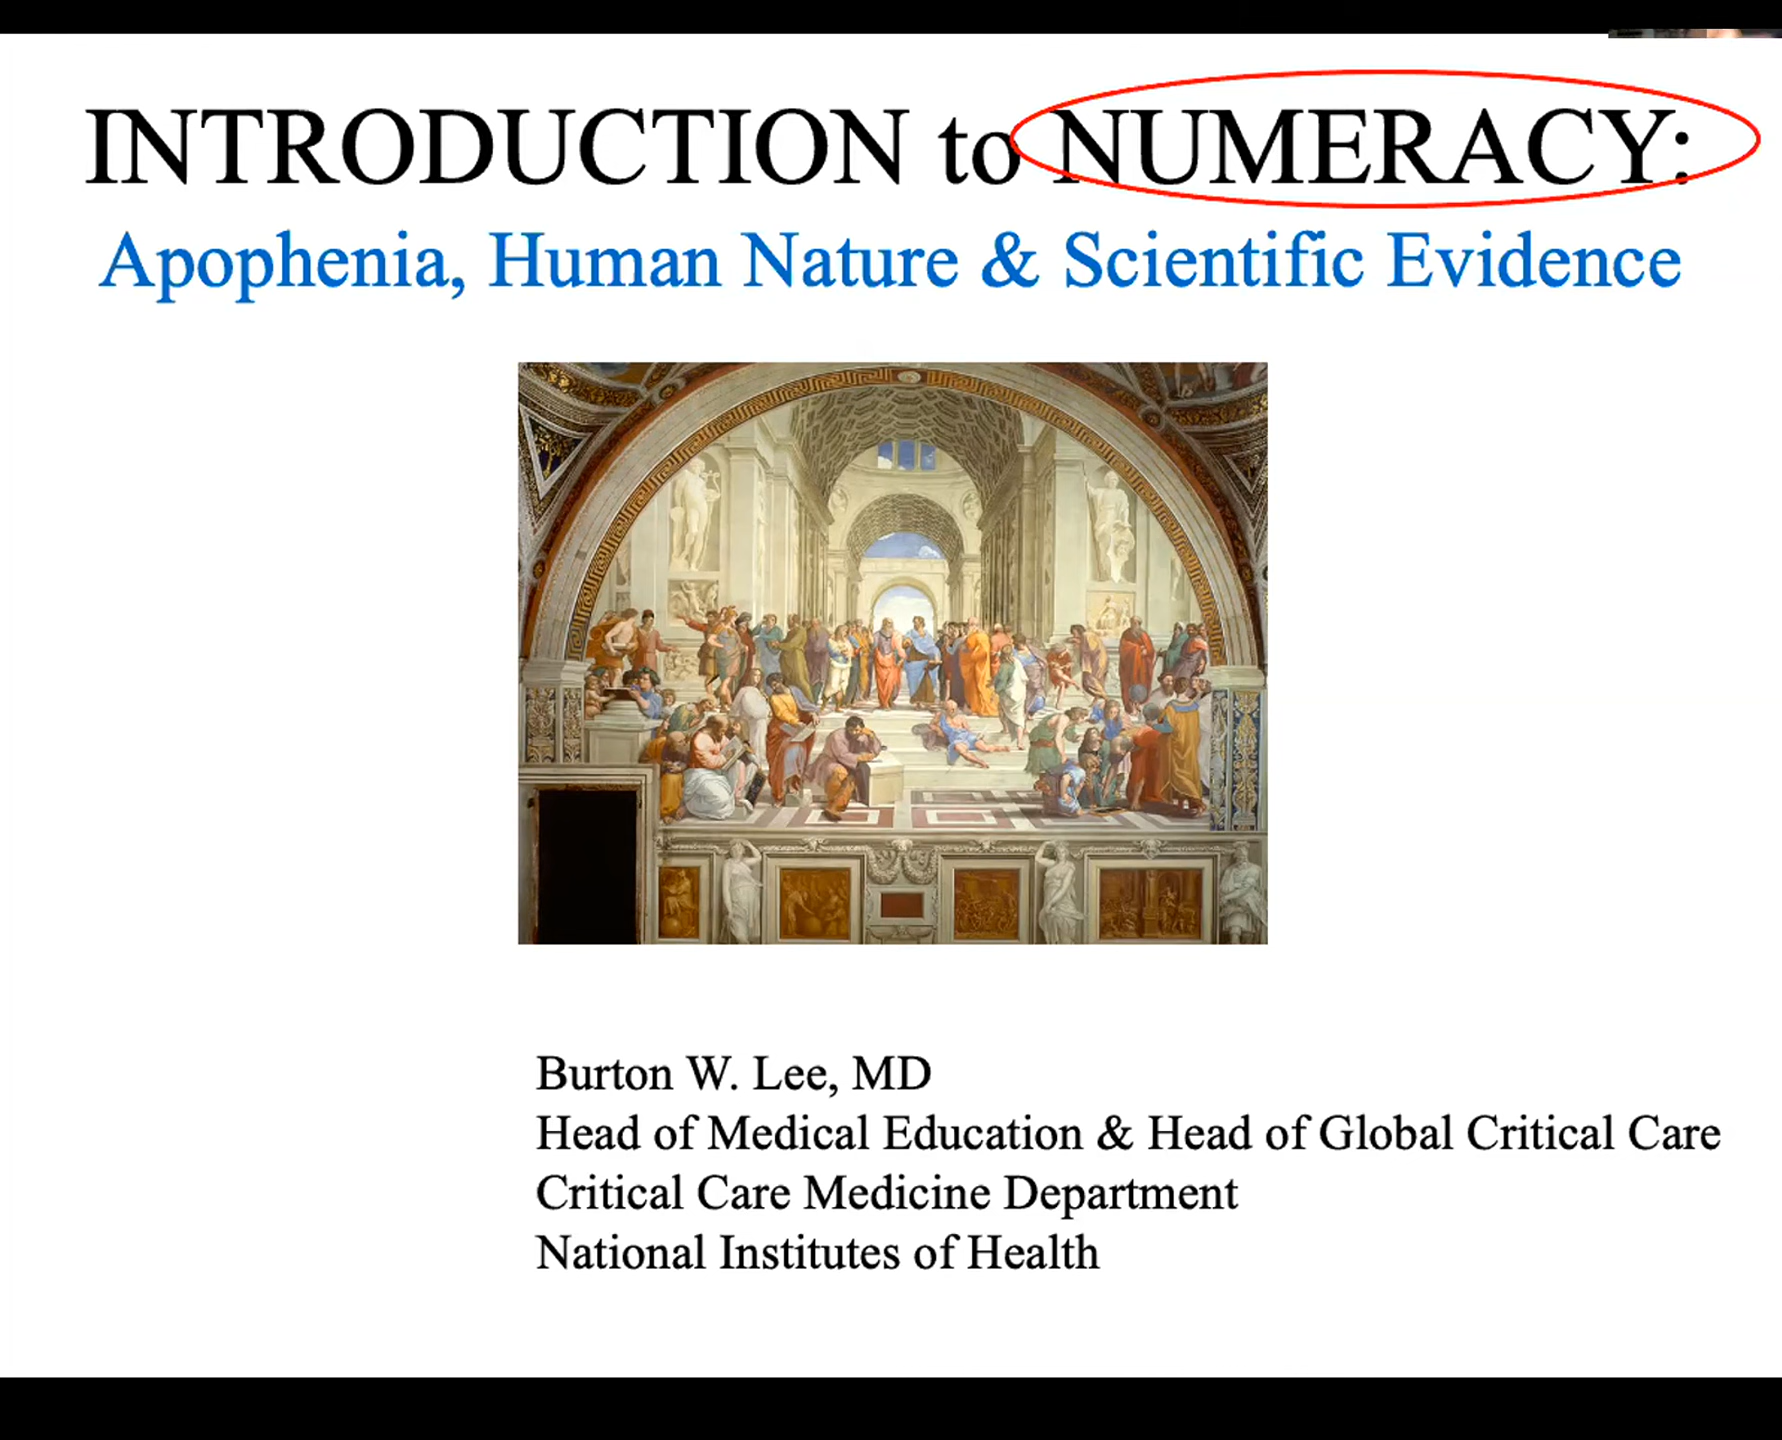 INTRODUCTION to NUMERACY:
Apophenia, Human Nature & Scientific Evidence
Burton W. Lee, MD
Head of Medical Education & Head of Global Critical Care
Critical Care Medicine Department
National Institutes of Health